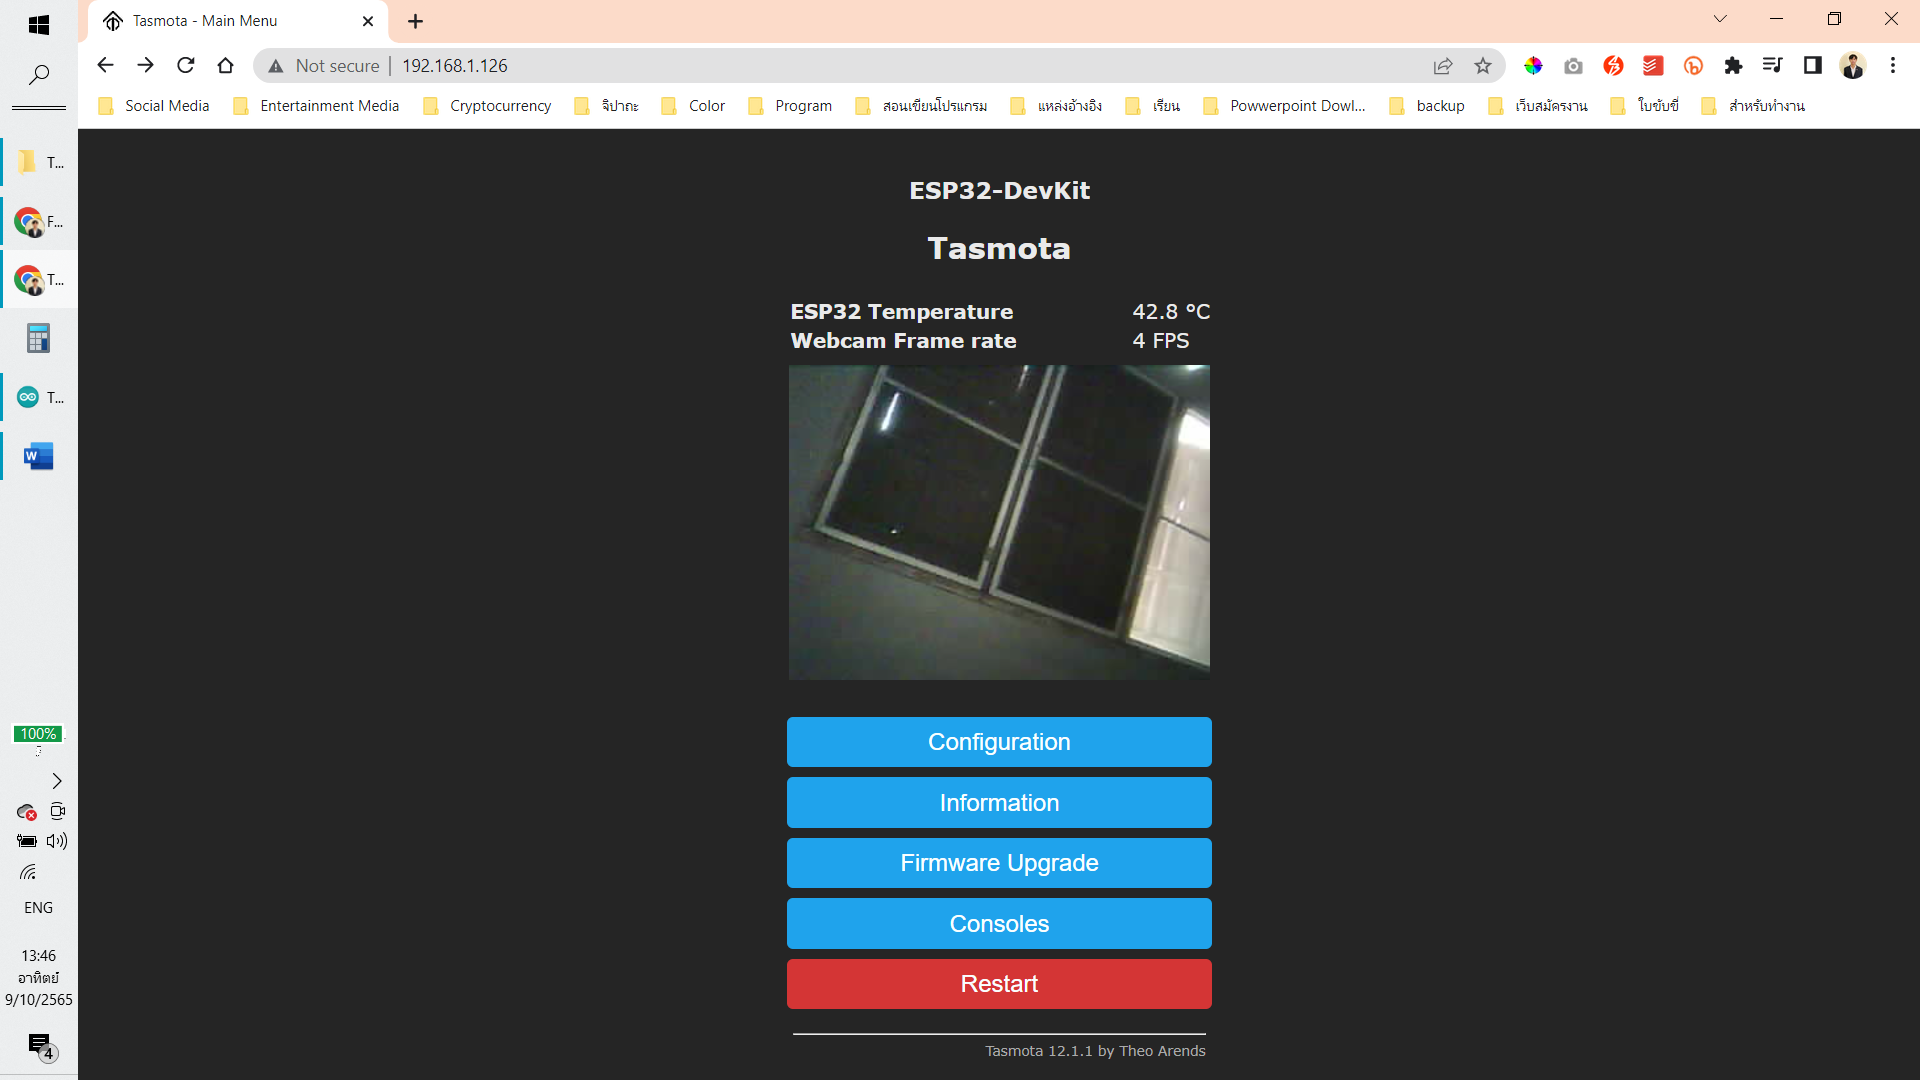 Tasmota - Main Menu
Not secure | 192.168.1.126
Social Media
Entertainment Media
Cryptocurrency
จิปาถะ
Color
Program
สอนเขียนโปรแกรม
แหล่งอ้างอิง
เรียน
Powwerpoint Dowl...
backup
เว็บสมัครงาน
ใบขับขี่
สำหรับทำงาน
T...
F...
T...
T...
W
100%
ENG
13:46
อาทิตย์
9/10/2565
4
ESP32-DevKit
Tasmota
ESP32 Temperature 42.8 °C
Webcam Frame rate 4 FPS
Configuration
Information
Firmware Upgrade
Consoles
Restart
Tasmota 12.1.1 by Theo Arends